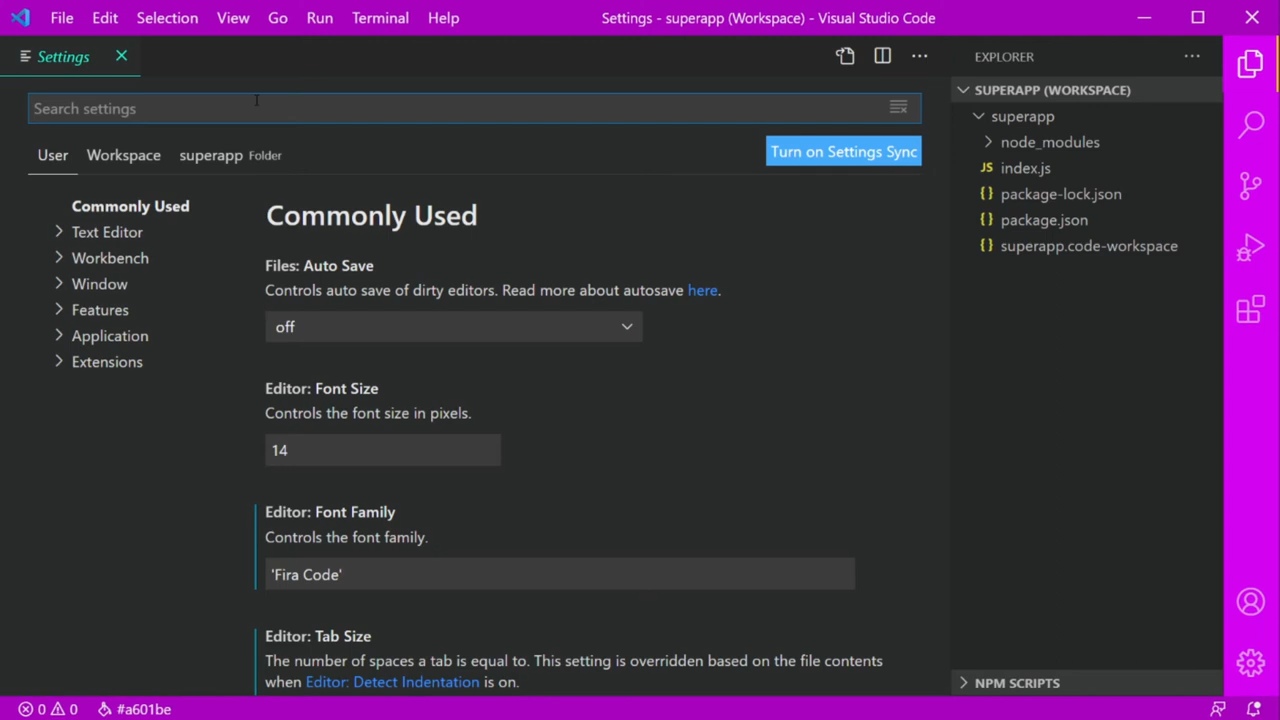 File Edit Selection View Go Run Terminal Help Settings - superapp (Workspace) - Visual Studio Code
Settings
Search settings
User Workspace superapp Folder
Turn on Settings Sync
Commonly Used
Text Editor
Workbench
Window
Features
Application
Extensions
Commonly Used
Files: Auto Save
Controls auto save of dirty editors. Read more about autosave here.
off
Editor: Font Size
Controls the font size in pixels.
14
Editor: Font Family
Controls the font family.
'Fira Code'
Editor: Tab Size
The number of spaces a tab is equal to. This setting is overridden based on the file contents
when Editor: Detect Indentation is on.
EXPLORER
SUPERAPP (WORKSPACE)
superapp
node_modules
JS index.js
{} package-lock.json
{} package.json
{} superapp.code-workspace
NPM SCRIPTS
0 0 #a601be